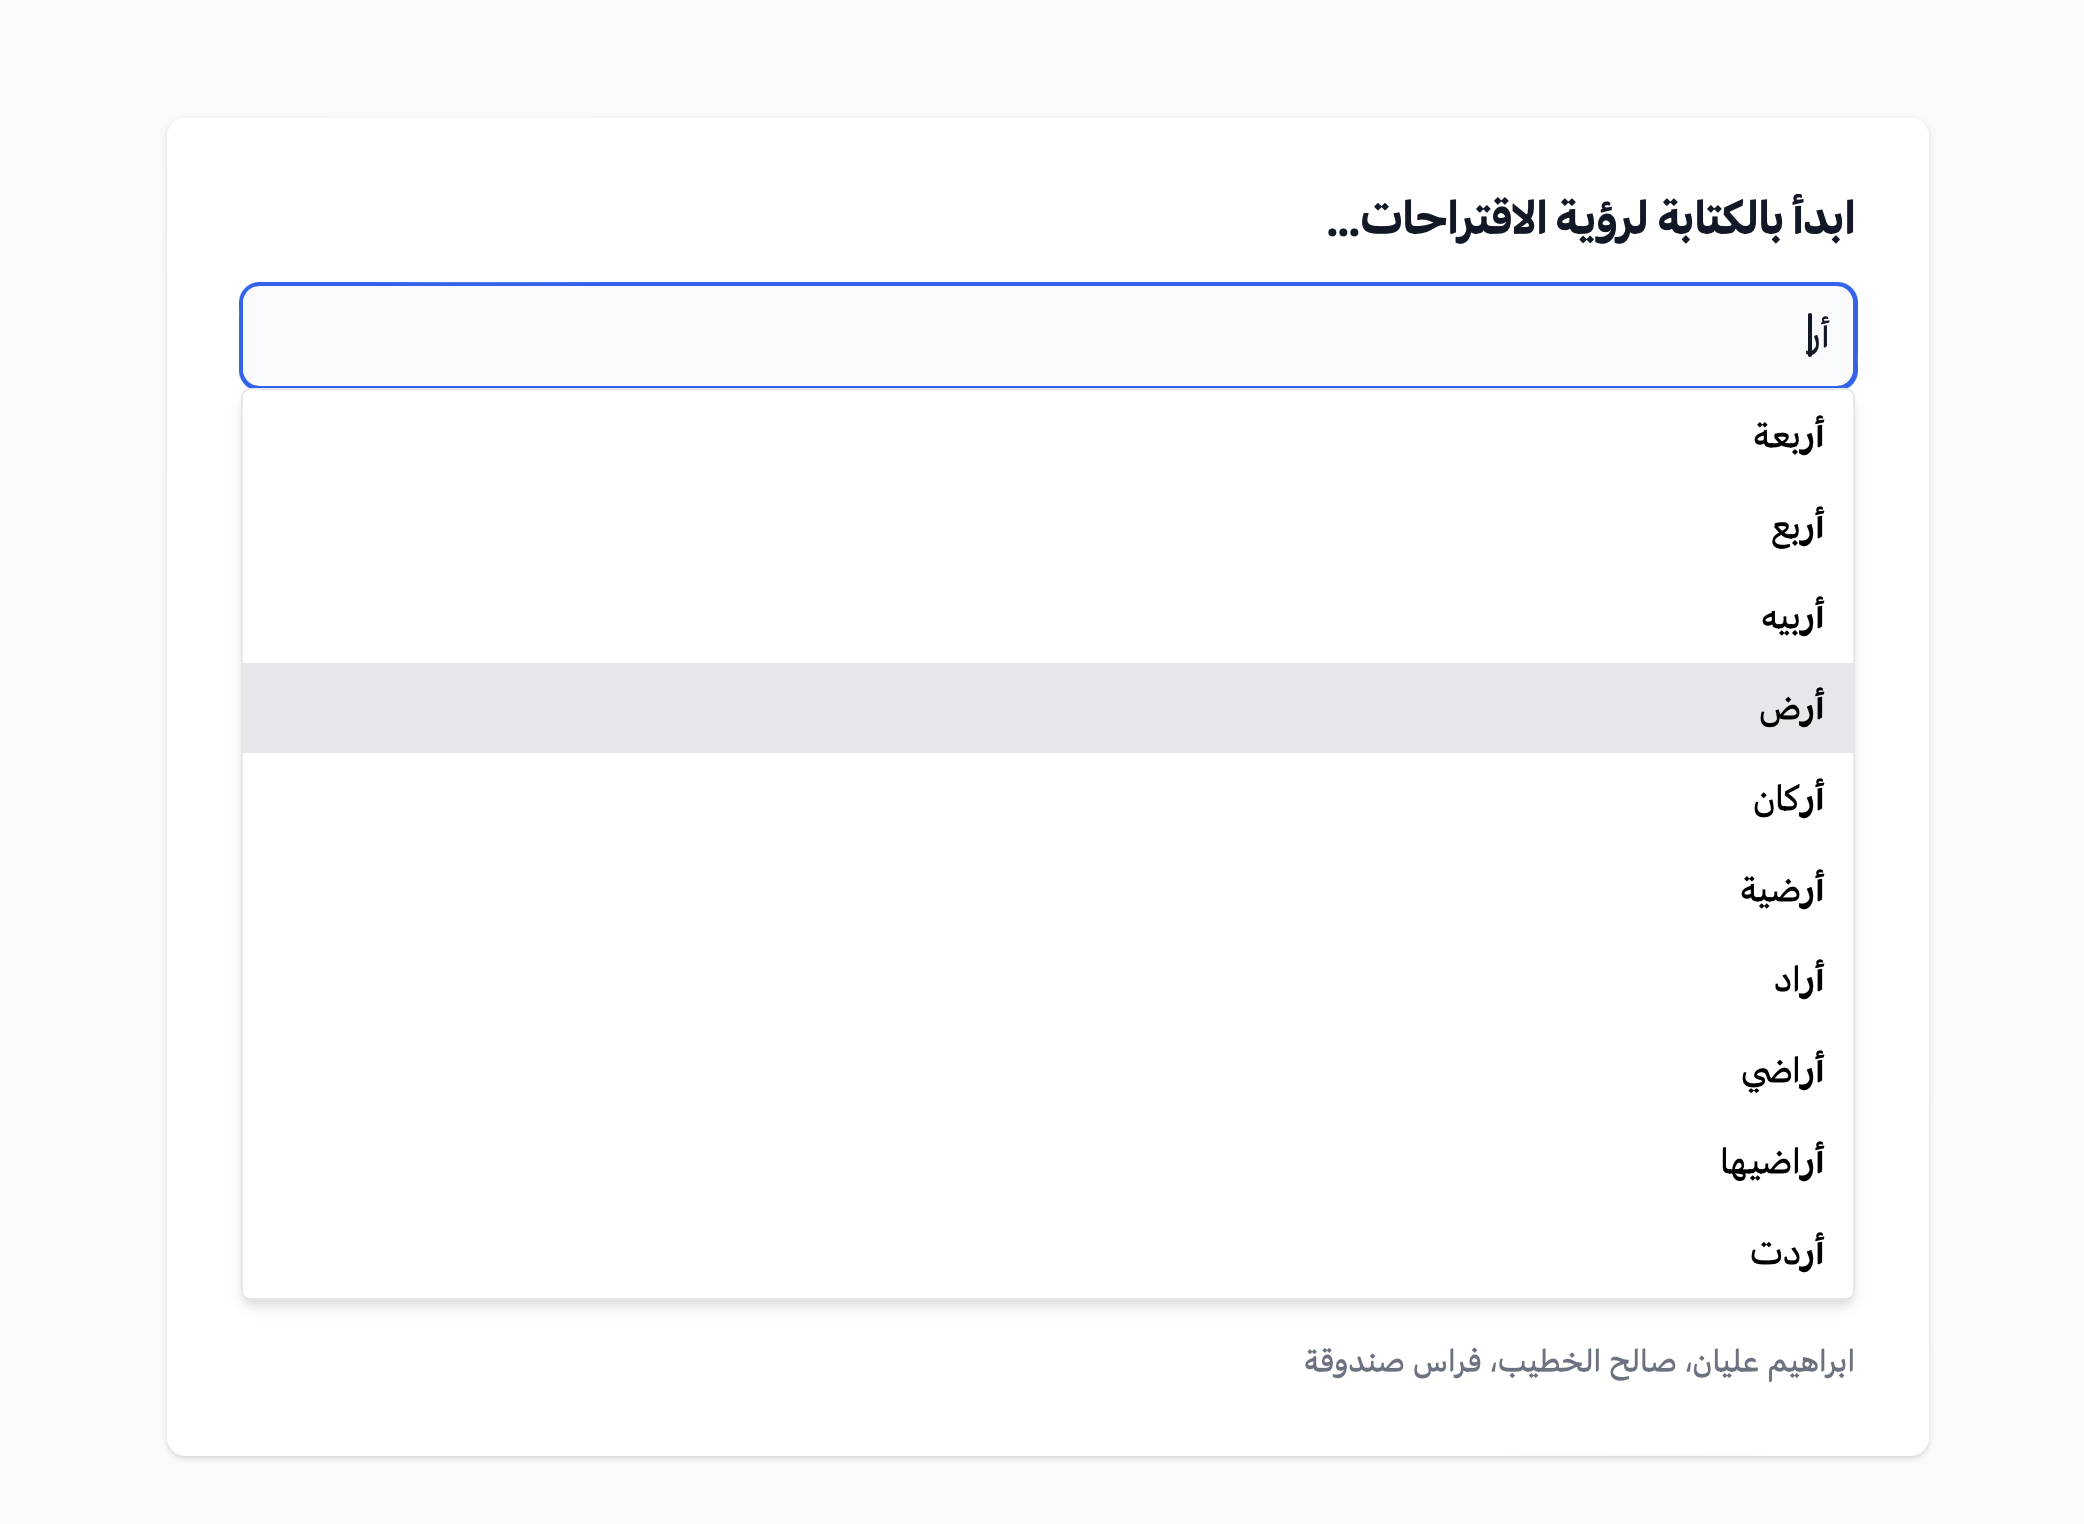 ابدأ بالكتابة لرؤية الاقتراحات...
أر
أربعة
أربع
أربيه
أرض
أركان
أرضية
أراد
أراضي
أراضيها
أردت
ابراهيم عليان، صالح الخطيب، فراس صندوقة